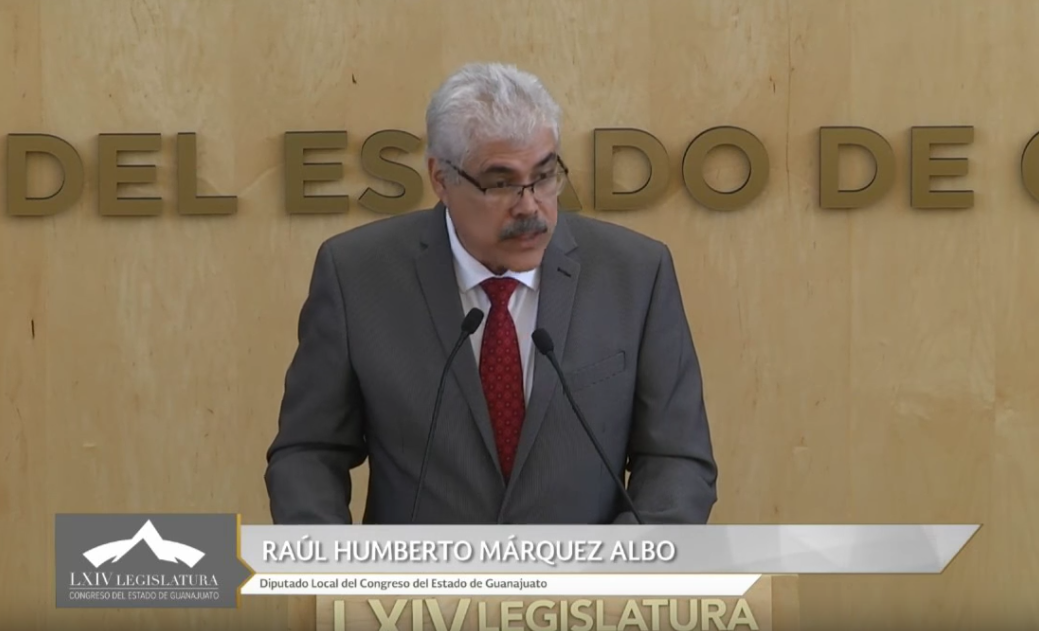 DEL ESTADO DE
LXIV LEGISLATURA
CONGRESO DEL ESTADO DE GUANAJUATO
RAÚL HUMBERTO MÁRQUEZ ALBO
Diputado Local del Congreso del Estado de Guanajuato
LXIV LEGISLATURA